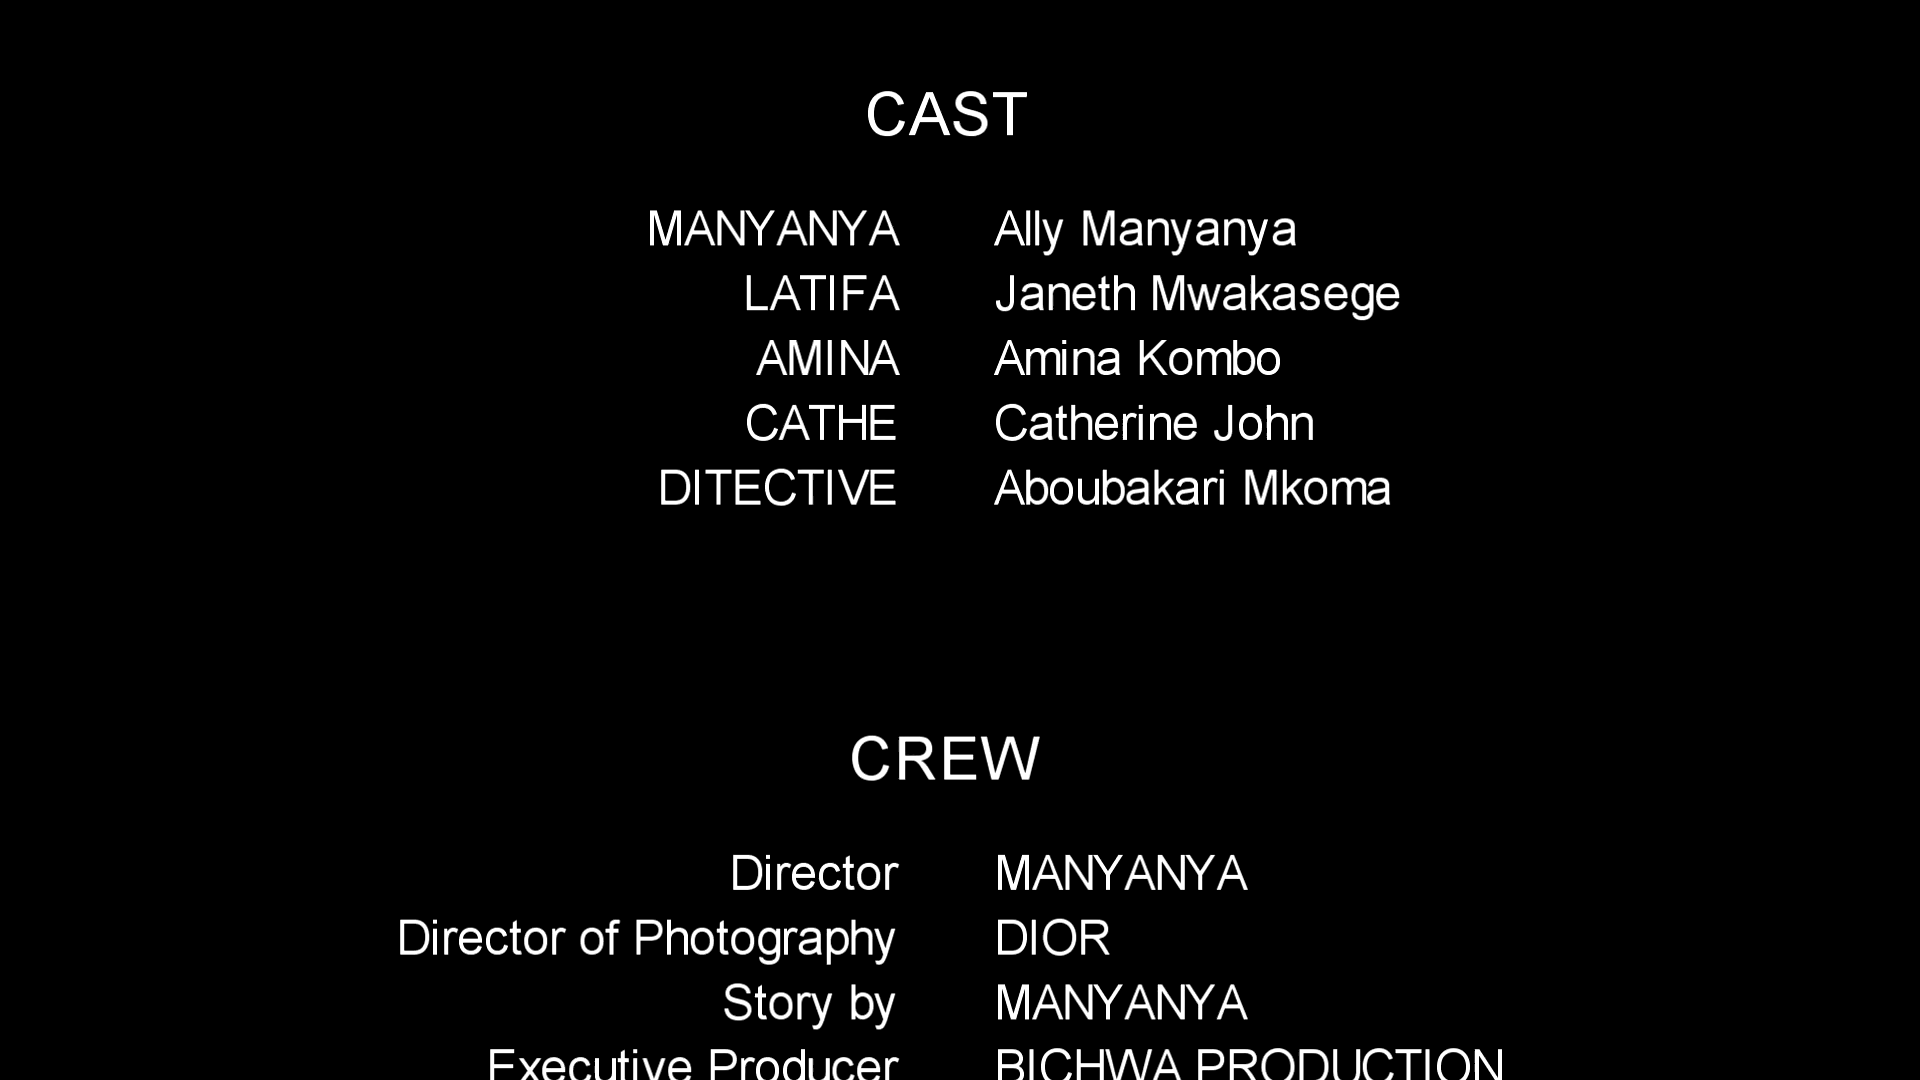 CAST
MANYANYA Ally Manyanya
LATIFA Janeth Mwakasege
AMINA Amina Kombo
CATHE Catherine John
DITECTIVE Aboubakari Mkoma
CREW
Director MANYANYA
Director of Photography DIOR
Story by MANYANYA
Executive Producer BICHWA PRODUCTION